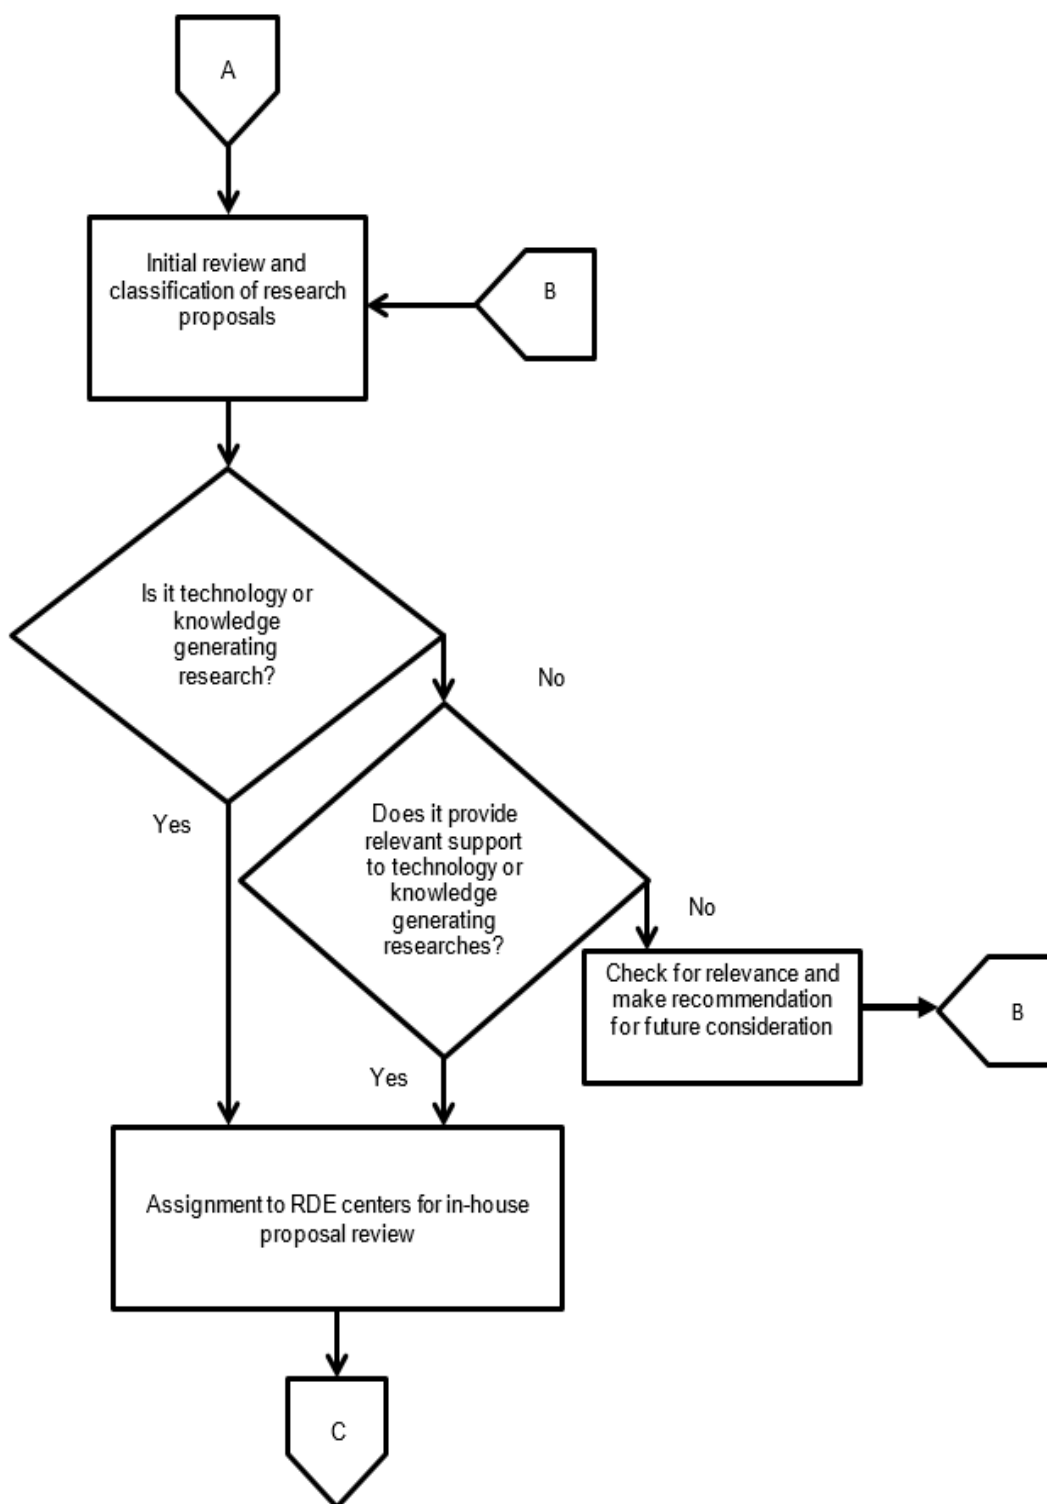 A
Initial review and
classification of research
proposals
B
Is it technology or
knowledge
generating
research?
No
Yes
Does it provide
relevant support
to technology or
knowledge
generating
researches?
No
Check for relevance and
make recommendation
for future consideration
B
Yes
Assignment to RDE centers for in-house
proposal review
C